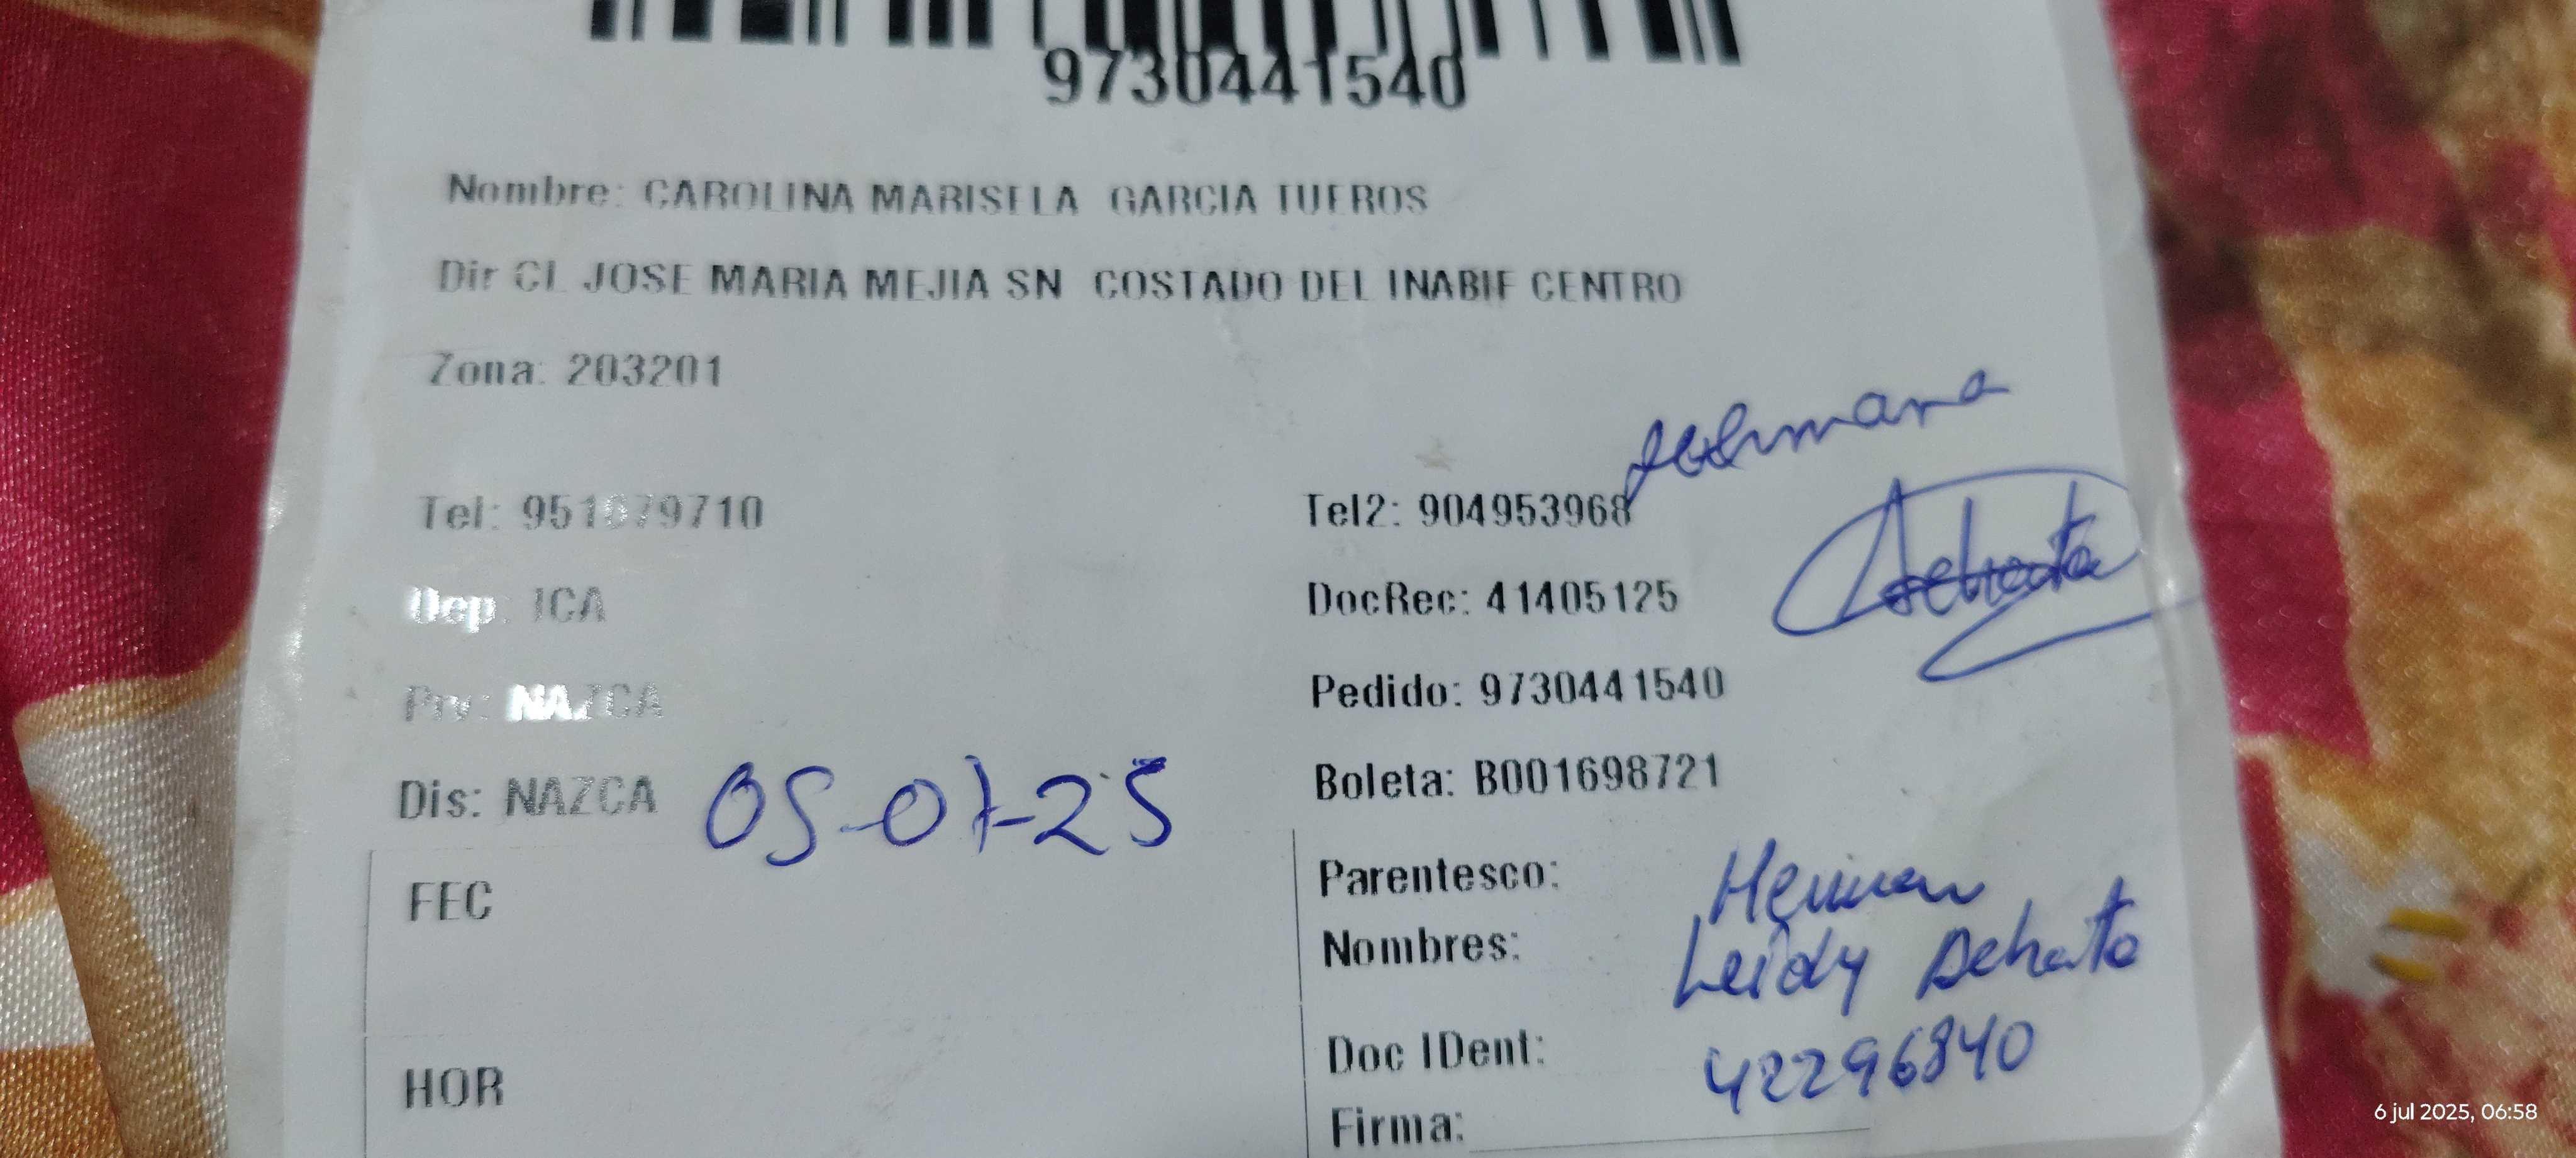 9730441540
Nombre: CAROLINA MARISELA GARCIA TUEROS
Dir CL JOSE MARIA MEJIA SN COSTADO DEL INABIF CENTRO
Zona: 203201
Tel: 951679710
Tel2: 904953968
Dep: ICA
DocRec: 41405125
Prv: NAZCA
Pedido: 9730441540
Dis: NAZCA 05-07-25
Boleta: B001698721
FEC
Parentesco:
Nombres: Leidy
HOR
Doc IDent: 42296840
Firma:
6 jul 2025, 06:58